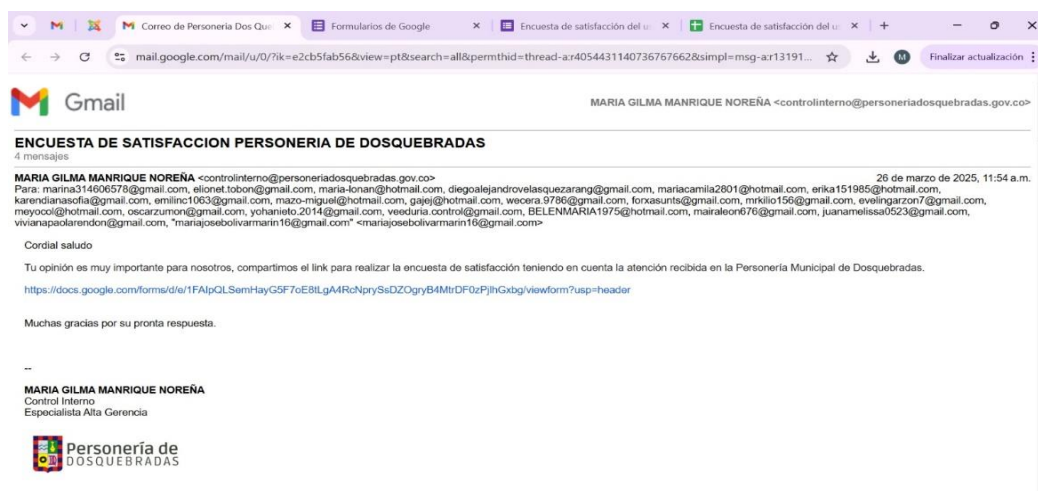 Correo de Personeria Dos Que
Formularios de Google
Encuesta de satisfacción del u
Encuesta de satisfacción del u
mail.google.com/mail/u/0/?ik=e2cb5fab56&view=pt&search=all&permthid=thread-a:r4054431140736767662&simpl=msg-a:r13191...
M
Finalizar actualización
Gmail
MARIA GILMA MANRIQUE NOREÑA <controlinterno@personeriadosquebradas.gov.co>
ENCUESTA DE SATISFACCION PERSONERIA DE DOSQUEBRADAS
4 mensajes
MARIA GILMA MANRIQUE NOREÑA <controlinterno@personeriadosquebradas.gov.co>
26 de marzo de 2025, 11:54 a.m.
Para: marina314606578@gmail.com, elionet.tobon@gmail.com, maria-lonan@hotmail.com, diegoalejandrovelasquezarang@gmail.com, mariacamila2801@hotmail.com, erika151985@hotmail.com,
karendianasofia@gmail.com, emilinc1063@gmail.com, mazo-miguel@hotmail.com, gajej@hotmail.com, wecera.9786@gmail.com, forxasunts@gmail.com, mrkilio156@gmail.com, evelingarzon7@gmail.com,
meyocol@hotmail.com, oscarzumon@gmail.com, yohanieto.2014@gmail.com, veeduria.control@gmail.com, BELENMARIA1975@hotmail.com, mairaleon676@gmail.com, juanamelissa0523@gmail.com,
vivianapaolarendon@gmail.com, "mariajosebolivarmarin16@gmail.com" <mariajosebolivarmarin16@gmail.com>
Cordial saludo
Tu opinión es muy importante para nosotros, compartimos el link para realizar la encuesta de satisfacción teniendo en cuenta la atención recibida en la Personería Municipal de Dosquebradas.
https://docs.google.com/forms/d/e/1FAIpQLSemHayG5F7oE8tLgA4RcNprySsDZOgryB4MtrDF0zPjlhGxbg/viewform?usp=header
Muchas gracias por su pronta respuesta.
--
MARIA GILMA MANRIQUE NOREÑA
Control Interno
Especialista Alta Gerencia
Personería de
DOSQUEBRADAS